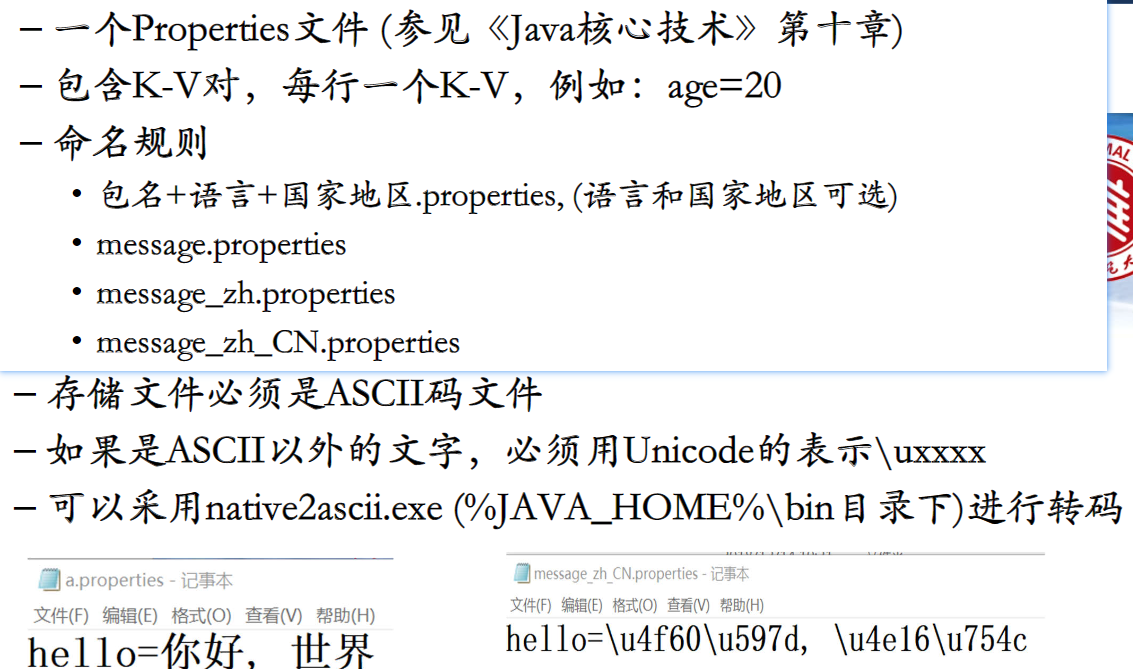 – 一个Properties文件 (参见《Java核心技术》第十章)
– 包含K-V对，每行一个K-V，例如：age=20
– 命名规则
• 包名+语言+国家地区.properties, (语言和国家地区可选)
• message.properties
• message_zh.properties
• message_zh_CN.properties
– 存储文件必须是ASCII码文件
– 如果是ASCII以外的文字，必须用Unicode的表示\uxxxx
– 可以采用native2ascii.exe (%JAVA_HOME%\bin目录下)进行转码
a.properties - 记事本
文件(F) 编辑(E) 格式(O) 查看(V) 帮助(H)
hello=你好，世界
message_zh_CN.properties - 记事本
文件(F) 编辑(E) 格式(O) 查看(V) 帮助(H)
hello=\u4f60\u597d, \u4e16\u754c